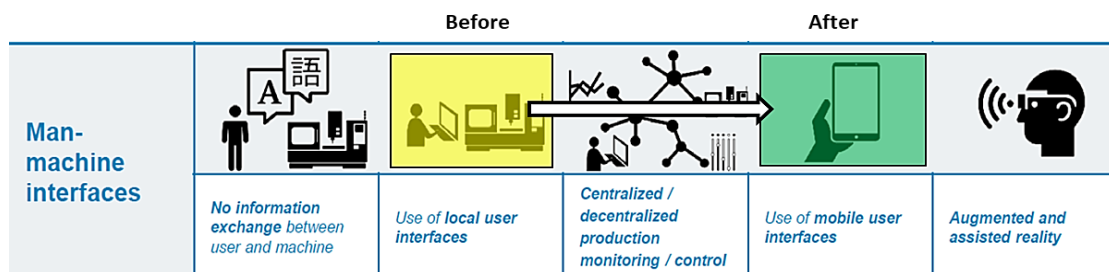 Before
After
A
語
Man-
machine
interfaces
No information
exchange between
user and machine
Use of local user
interfaces
Centralized /
decentralized
production
monitoring / control
Use of mobile user
interfaces
Augmented and
assisted reality